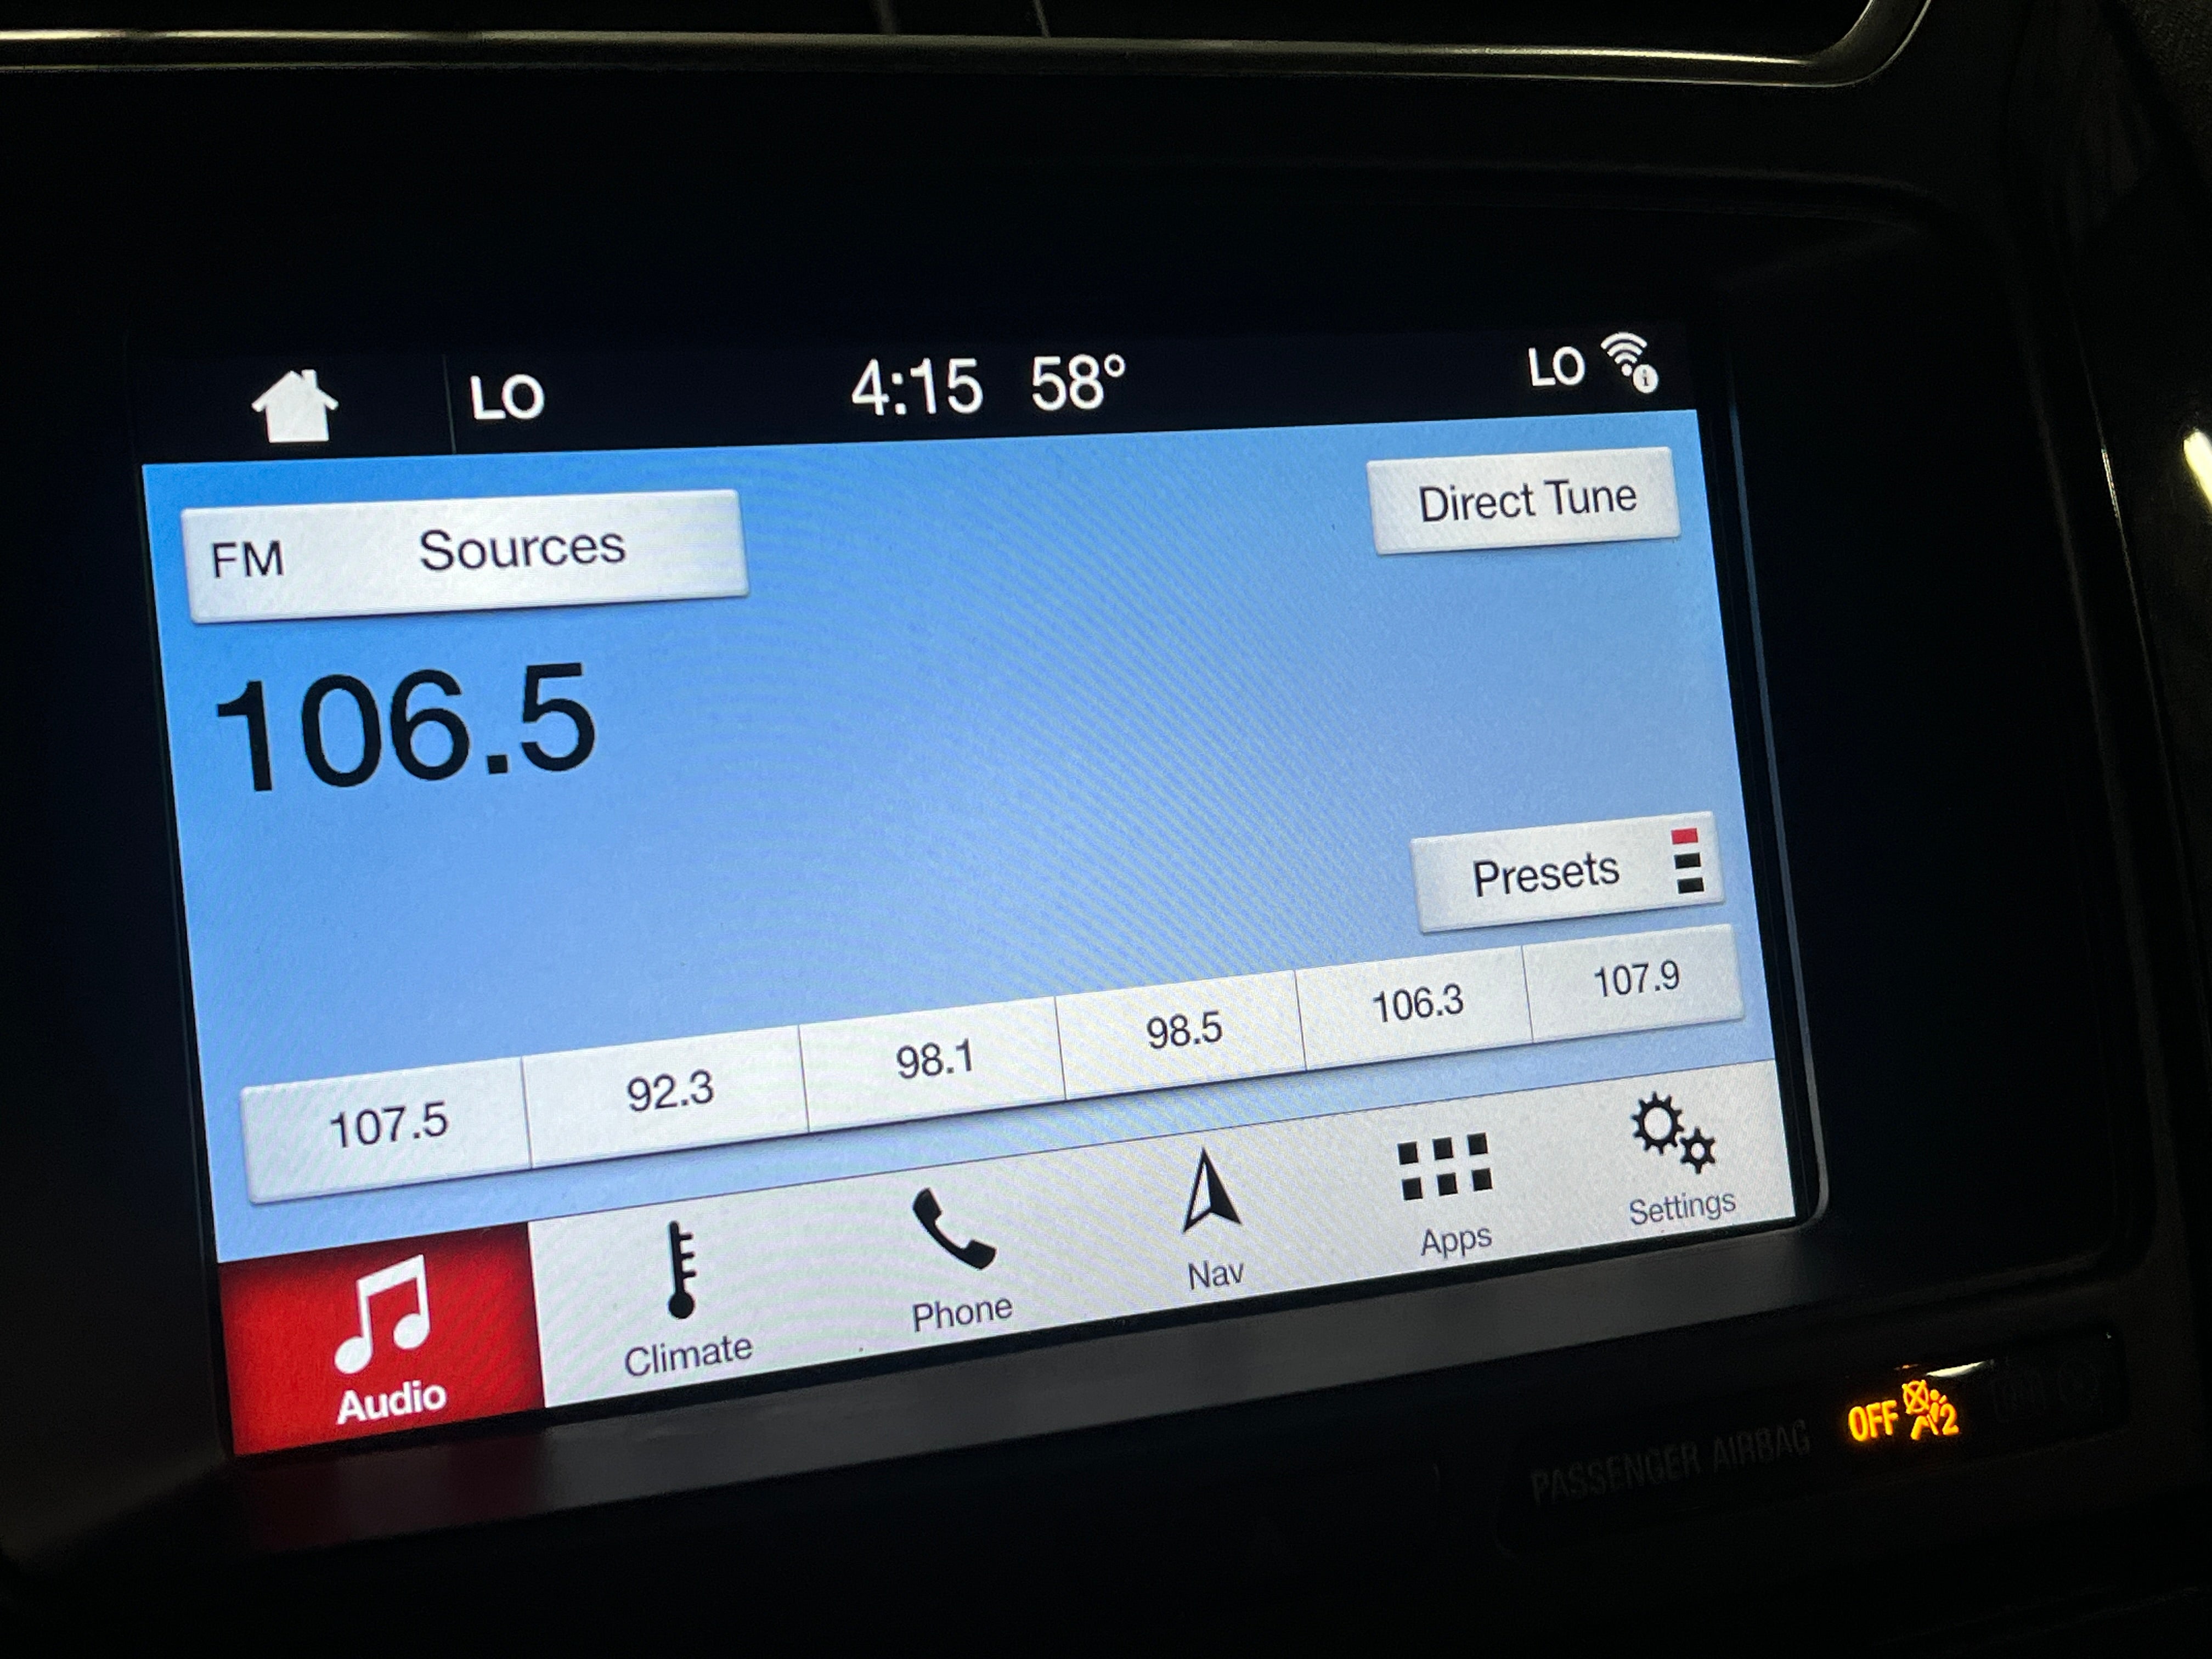 LO 4:15 58° LO
FM Sources Direct Tune
106.5
Presets
107.5 92.3 98.1 98.5 106.3 107.9
Audio Climate Phone Nav Apps Settings
PASSENGER AIRBAG OFF 2